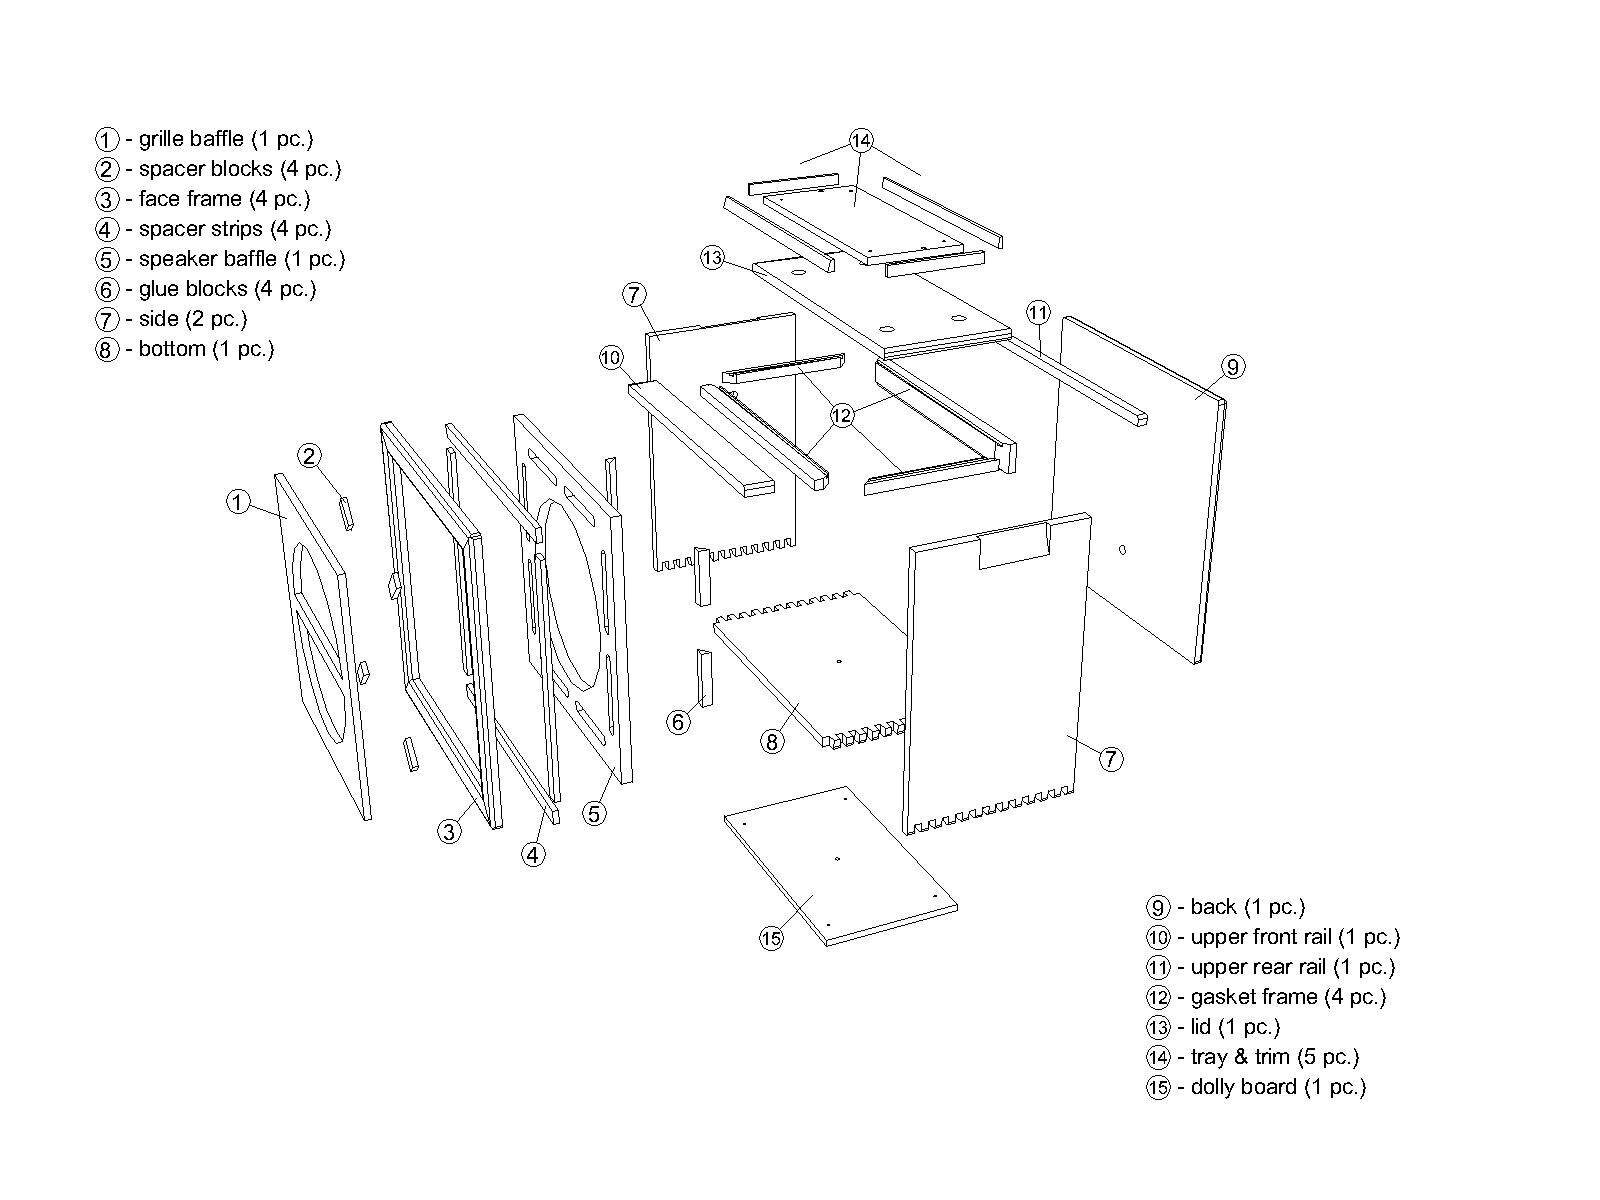 ① - grille baffle (1 pc.)
② - spacer blocks (4 pc.)
③ - face frame (4 pc.)
④ - spacer strips (4 pc.)
⑤ - speaker baffle (1 pc.)
⑥ - glue blocks (4 pc.)
⑦ - side (2 pc.)
⑧ - bottom (1 pc.)
⑭
⑬
⑦
⑪
⑩
⑨
⑫
②
①
⑥
⑧
⑦
⑤
③
④
⑮
⑨ - back (1 pc.)
⑩ - upper front rail (1 pc.)
⑪ - upper rear rail (1 pc.)
⑫ - gasket frame (4 pc.)
⑬ - lid (1 pc.)
⑭ - tray & trim (5 pc.)
⑮ - dolly board (1 pc.)